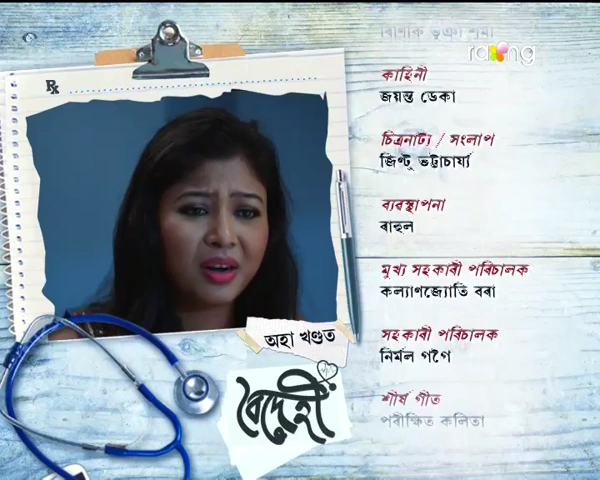 rang
Rx
কাহিনী
জয়ন্ত ডেকা
চিত্ৰনাট্য / সংলাপ
জিণ্টু ভট্টাচাৰ্য্য
ব্যৱস্থাপনা
ৰাহুল
মুখ্য সহকাৰী পৰিচালক
কল্যাণজ্যোতি বৰা
সহকাৰী পৰিচালক
নিৰ্মল গগৈ
শীৰ্ষ গীত
পৰীক্ষিত কলিতা
অহা খণ্ডত
বৈদেহী